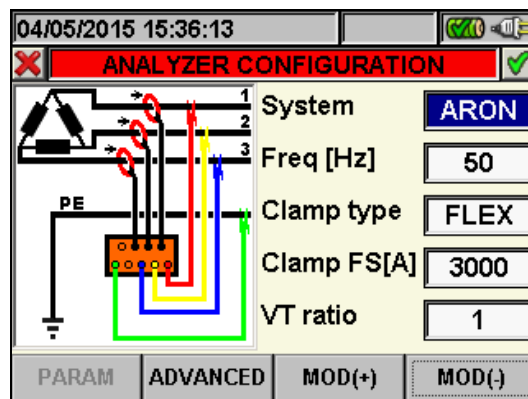 04/05/2015 15:36:13
ANALYZER CONFIGURATION
1
2
3
PE
System ARON
Freq [Hz] 50
Clamp type FLEX
Clamp FS[A] 3000
VT ratio 1
PARAM ADVANCED MOD(+) MOD(-)